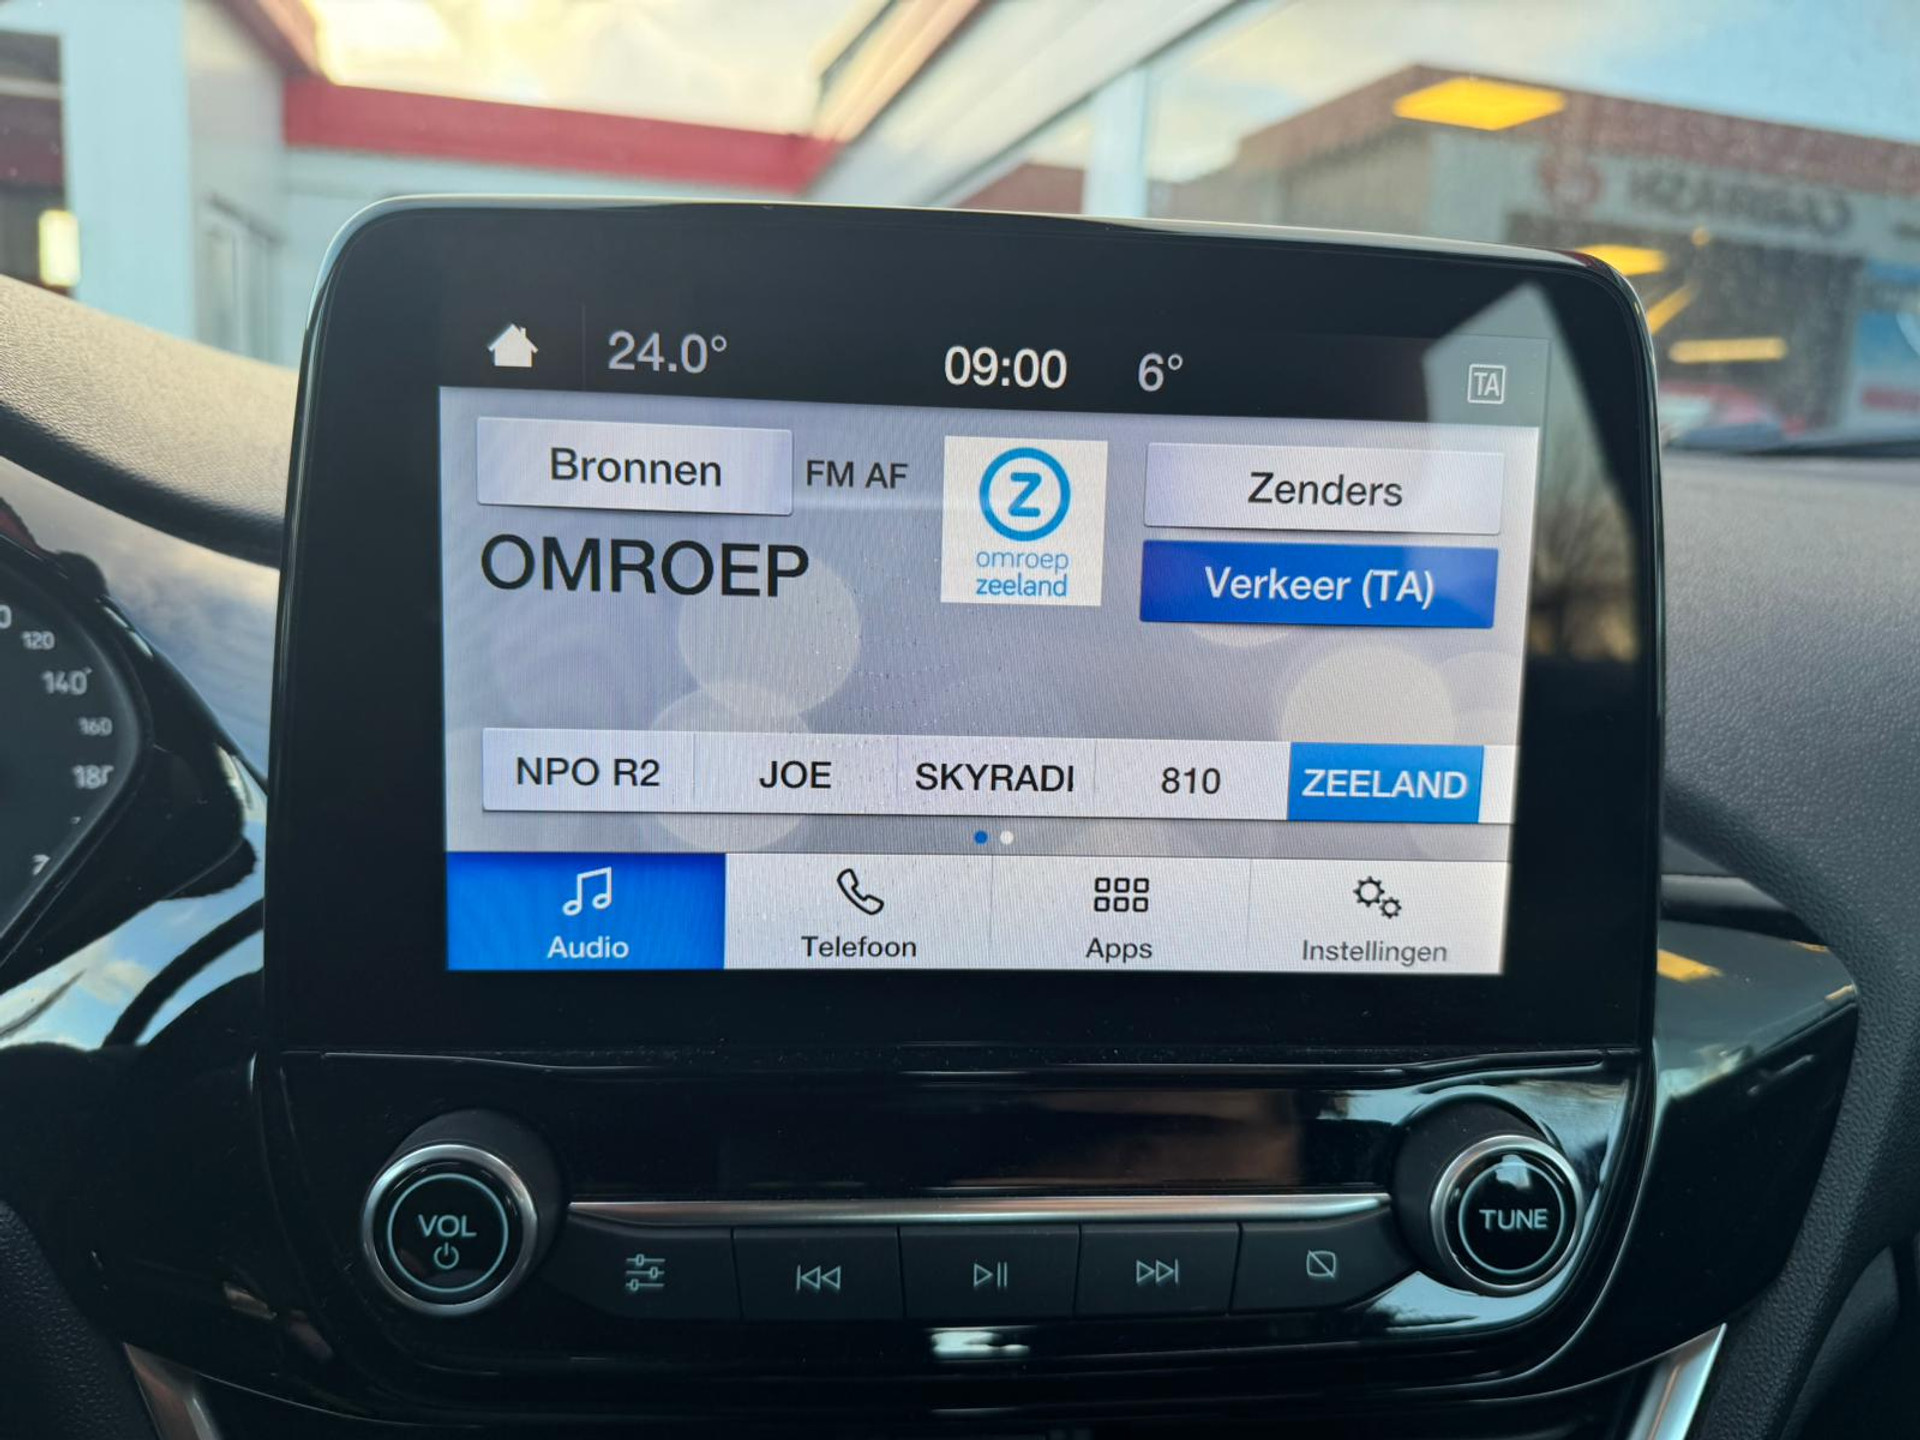 24.0° 09:00 6° TA
Bronnen FM AF
Z
omroep
zeeland
Zenders
OMROEP
Verkeer (TA)
NPO R2 JOE SKYRADI 810 ZEELAND
Audio Telefoon Apps Instellingen
VOL
TUNE
120
140
160
180